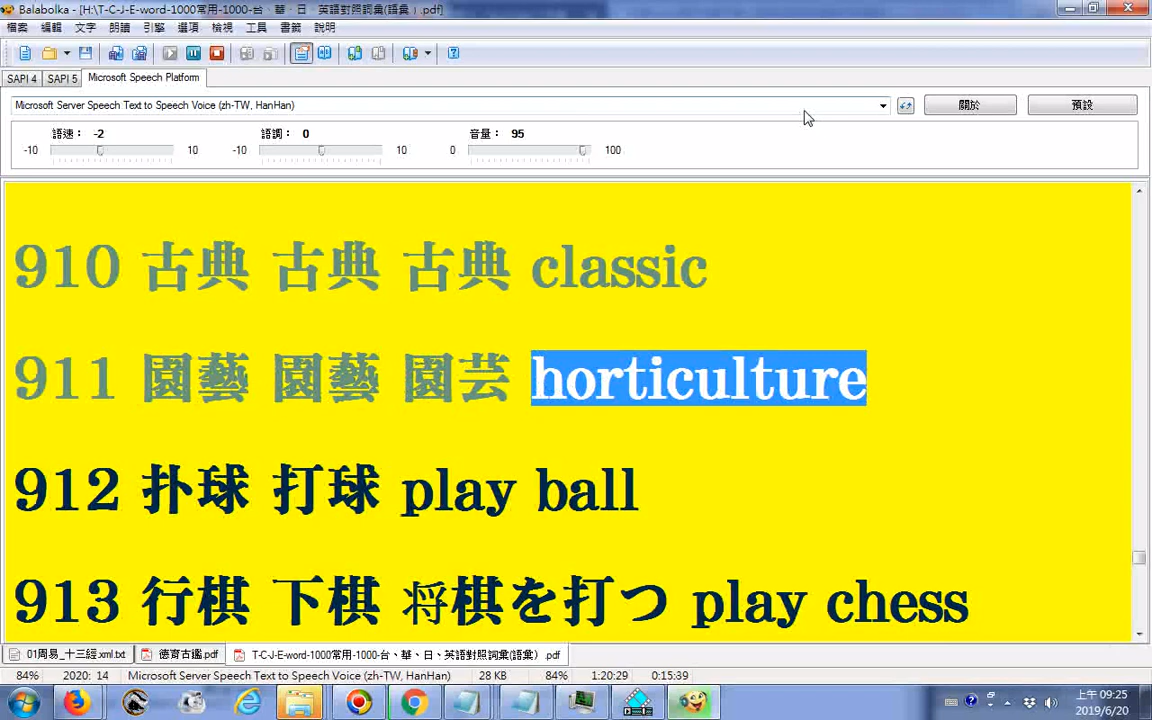 Balabolka - [H:\T-C-J-E-word-1000常用-1000-台、華、日、英語對照詞彙(語彙）.pdf]
檔案 編輯 文字 朗讀 引擎 選項 檢視 工具 書籤 說明
SAPI 4 SAPI 5 Microsoft Speech Platform
Microsoft Server Speech Text to Speech Voice (zh-TW, HanHan) 關於 預設
語速： -2 語調： 0 音量： 95
-10 10 -10 10 0 100
910 古典 古典 古典 classic
911 園藝 園藝 園芸 horticulture
912 扑球 打球 play ball
913 行棋 下棋 将棋を打つ play chess
01周易_十三經.xml.txt 德育古鑑.pdf T-C-J-E-word-1000常用-1000-台、華、日、英語對照詞彙(語彙）.pdf
84% 2020: 14 Microsoft Server Speech Text to Speech Voice (zh-TW, HanHan) 28 KB 84% 1:20:29 0:15:39
上午 09:25
2019/6/20